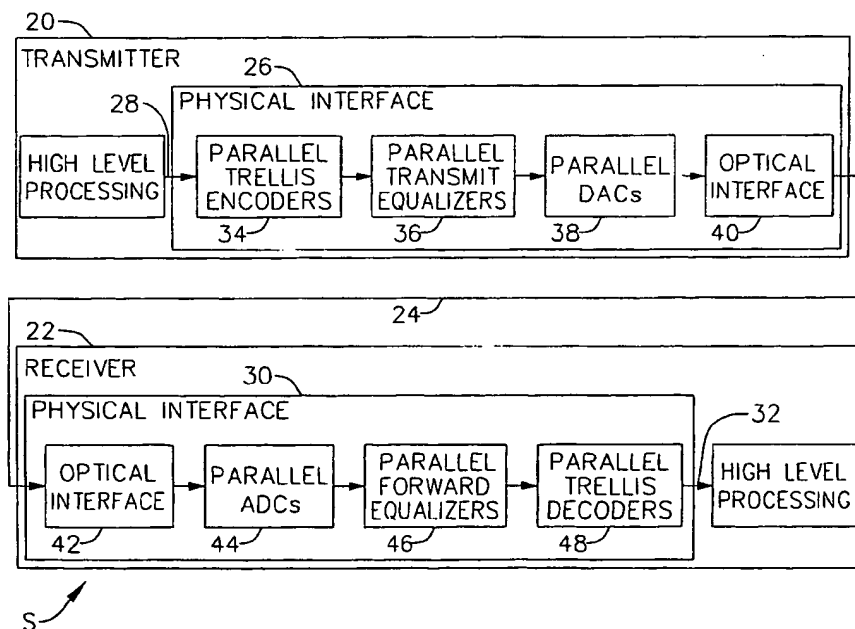 20
TRANSMITTER
26
PHYSICAL INTERFACE
28
HIGH LEVEL
PROCESSING
PARALLEL
TRELLIS
ENCODERS
34
PARALLEL
TRANSMIT
EQUALIZERS
36
PARALLEL
DACs
38
OPTICAL
INTERFACE
40
24
22
RECEIVER
30
PHYSICAL INTERFACE
32
OPTICAL
INTERFACE
42
PARALLEL
ADCs
44
PARALLEL
FORWARD
EQUALIZERS
46
PARALLEL
TRELLIS
DECODERS
48
HIGH LEVEL
PROCESSING
S